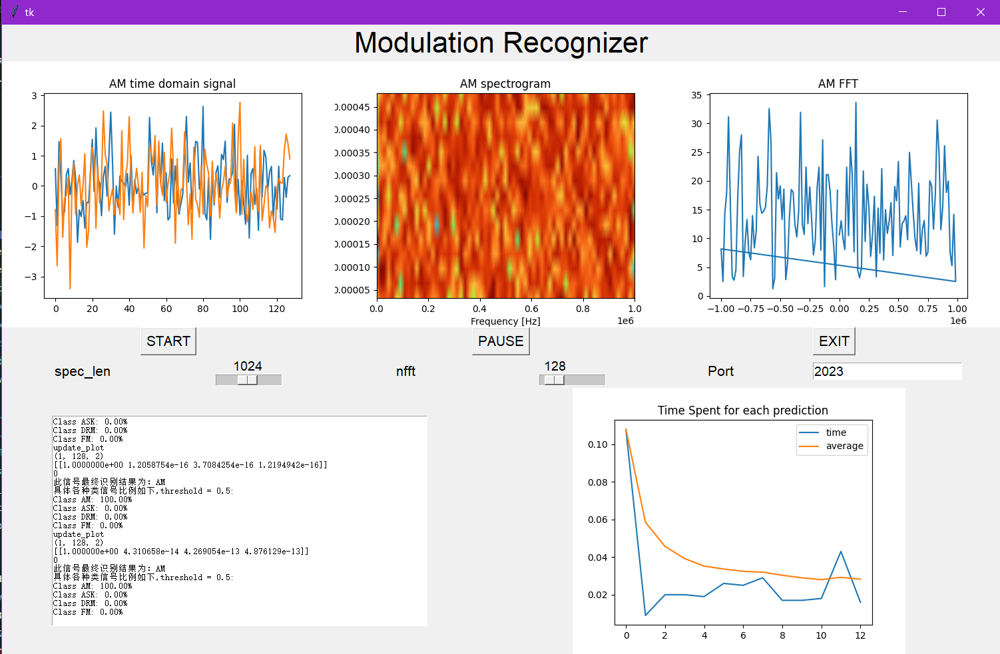 tk
Modulation Recognizer
AM time domain signal
3
2
1
0
−1
−2
−3
0 20 40 60 80 100 120
AM spectrogram
0.00045
0.00040
0.00035
0.00030
0.00025
0.00020
0.00015
0.00010
0.00005
0.0 0.2 0.4 0.6 0.8 1.0
Frequency [Hz]
1e6
AM FFT
35
30
25
20
15
10
5
0
−1.00 −0.75 −0.50 −0.25 0.00 0.25 0.50 0.75 1.00
1e6
START
PAUSE
EXIT
spec_len
1024
nfft
128
Port
2023
Class ASK: 0.00%
Class DRM: 0.00%
Class FM: 0.00%
update_plot
(1, 128, 2)
[[1.0000000e+00 1.2058754e-16 3.7084254e-16 1.2194942e-16]]
0
此信号最终识别结果为: AM
具体各种类信号比例如下,threshold = 0.5:
Class AM: 100.00%
Class ASK: 0.00%
Class DRM: 0.00%
Class FM: 0.00%
update_plot
(1, 128, 2)
[[1.000000e+00 4.310658e-14 4.269054e-13 4.876129e-13]]
0
此信号最终识别结果为: AM
具体各种类信号比例如下,threshold = 0.5:
Class AM: 100.00%
Class ASK: 0.00%
Class DRM: 0.00%
Class FM: 0.00%
Time Spent for each prediction
time
average
0.10
0.08
0.06
0.04
0.02
0 2 4 6 8 10 12